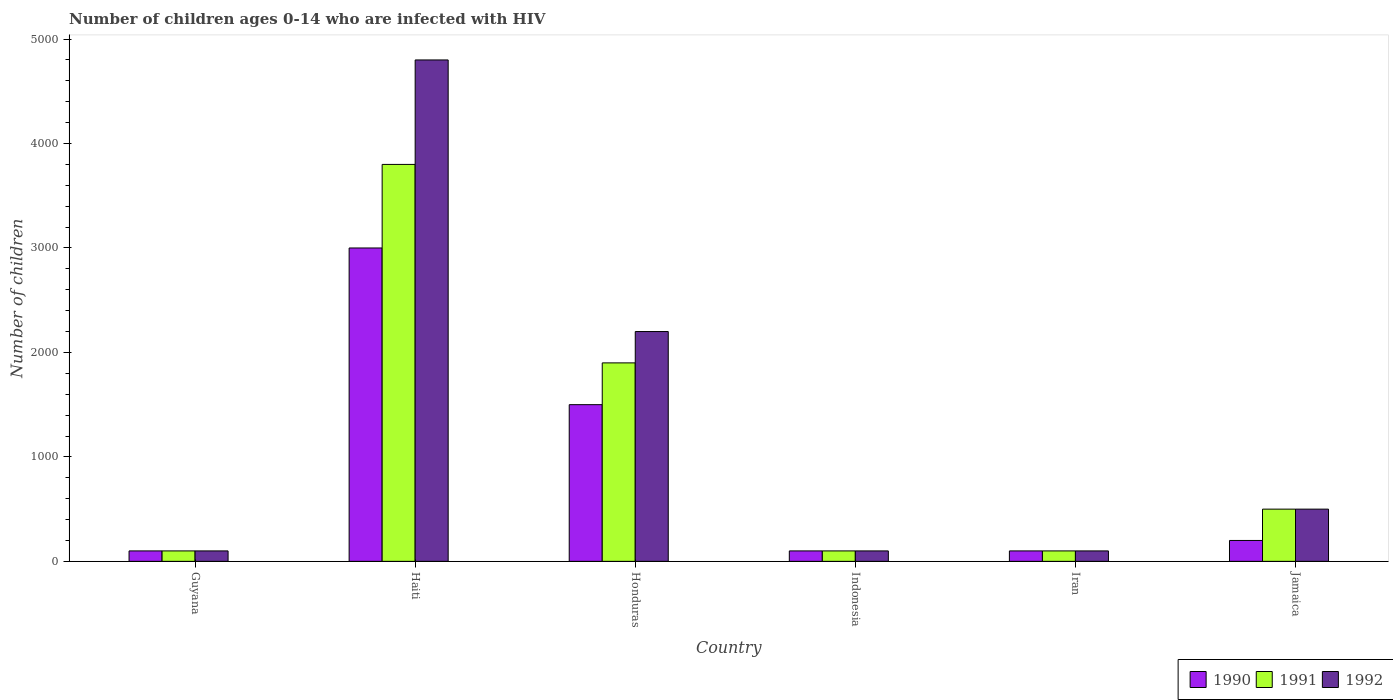 Number of children ages 0-14 who are infected with HIV
Number of children
5000
4000
3000
2000
1000
0
Guyana
Haiti
Honduras
Indonesia
Iran
Jamaica
Country
1990
1991
1992